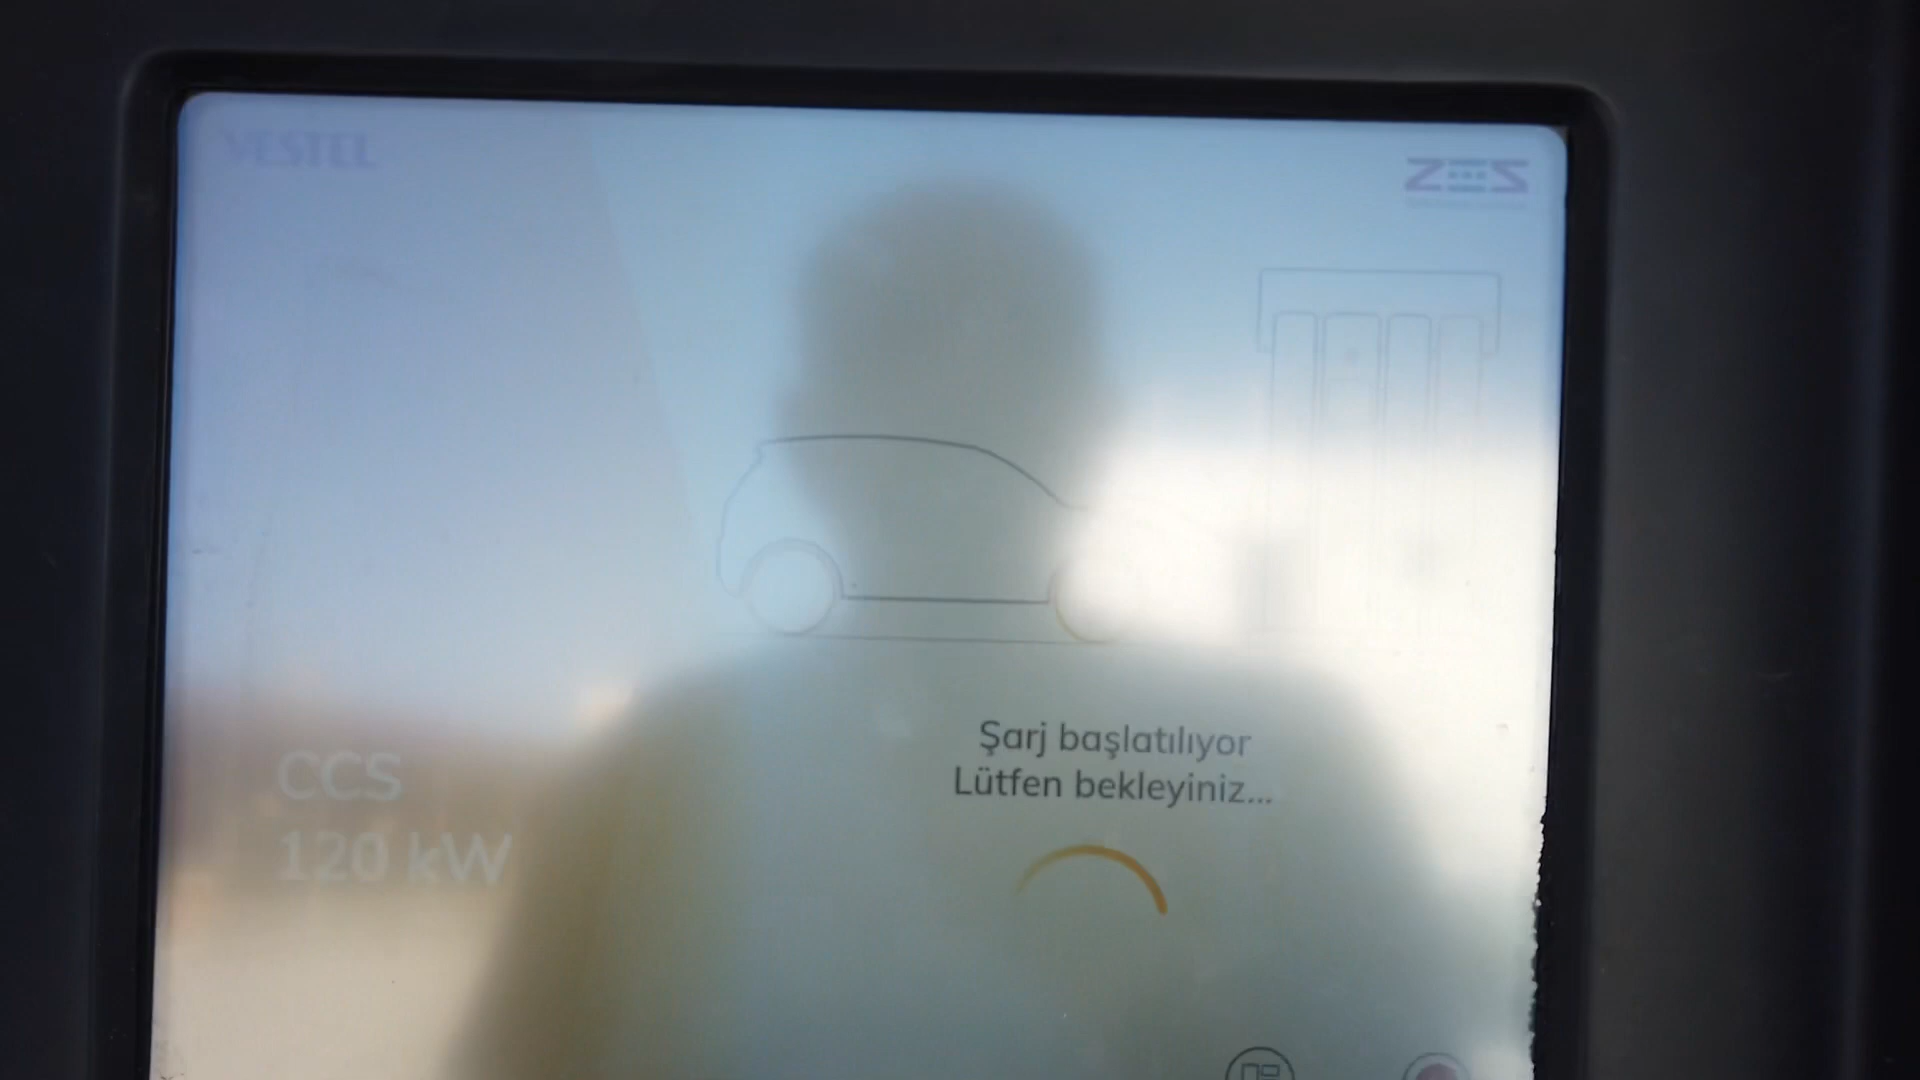 VESTEL
ZES
CCS
120 kW
Şarj başlatılıyor
Lütfen bekleyiniz...